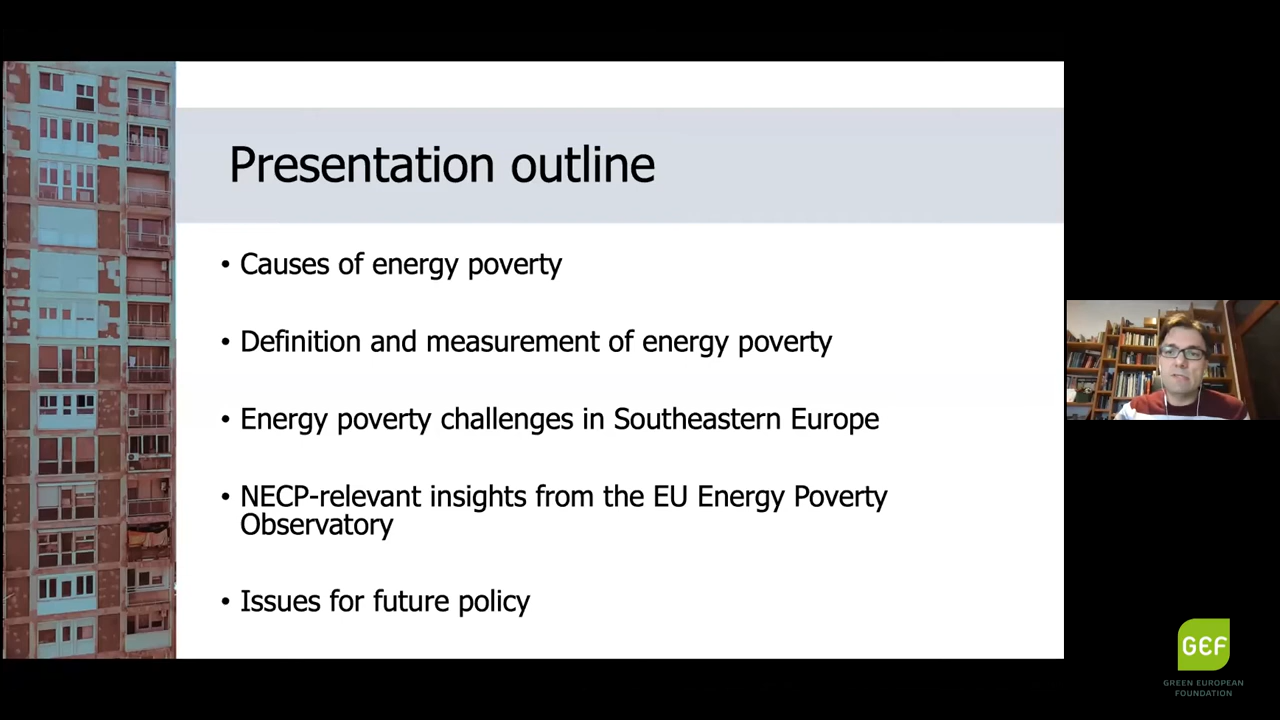 Presentation outline
• Causes of energy poverty
• Definition and measurement of energy poverty
• Energy poverty challenges in Southeastern Europe
• NECP-relevant insights from the EU Energy Poverty
Observatory
• Issues for future policy
GEF
GREEN EUROPEAN
FOUNDATION